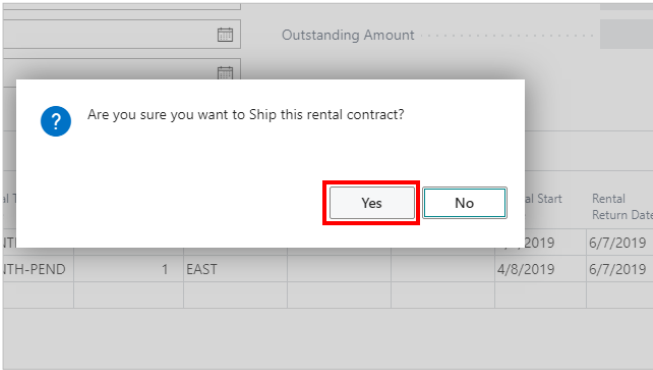 Outstanding Amount
?
Are you sure you want to Ship this rental contract?
Yes No
al Start Rental
Return Date
2019 6/7/2019
NTH-PEND 1 EAST 4/8/2019 6/7/2019